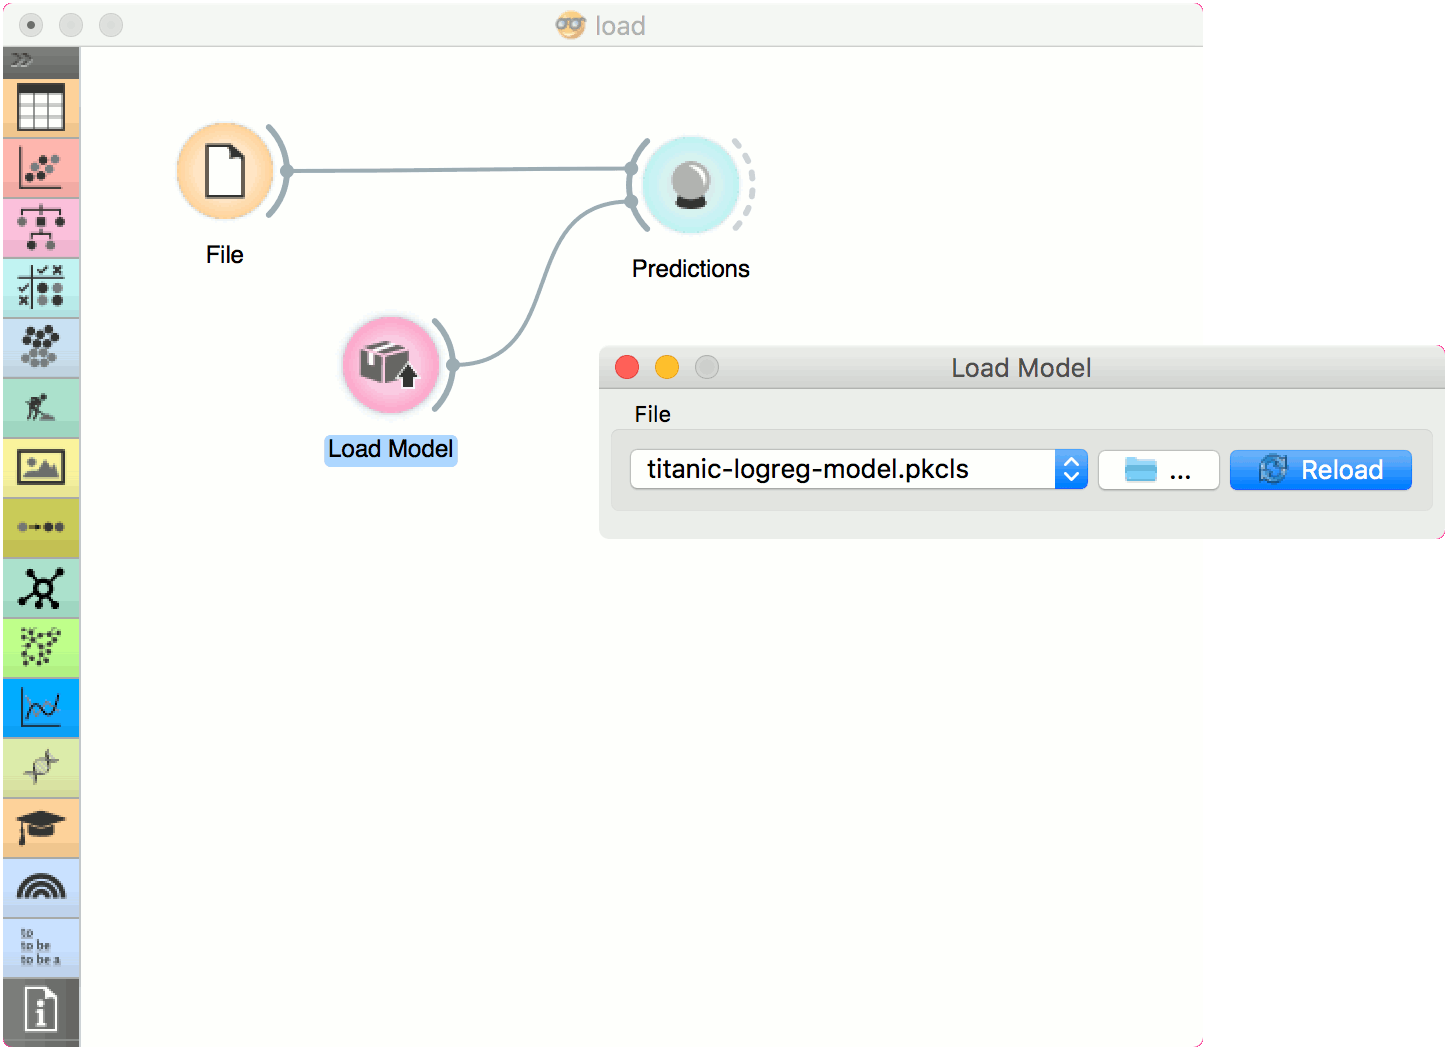 load
File
Predictions
Load Model
Load Model
File
titanic-logreg-model.pkcls
...
Reload
to
to be
to be a
i